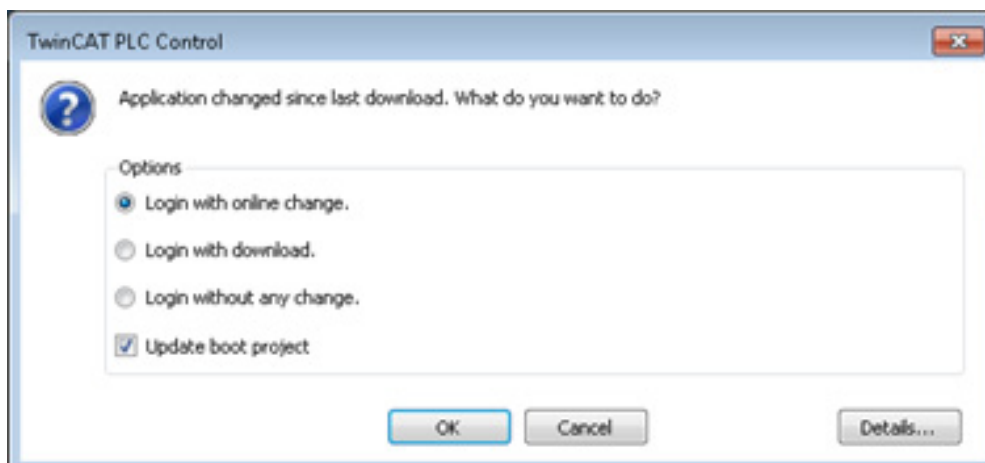 TwinCAT PLC Control
Application changed since last download. What do you want to do?
Options
Login with online change.
Login with download.
Login without any change.
Update boot project
OK Cancel Details...